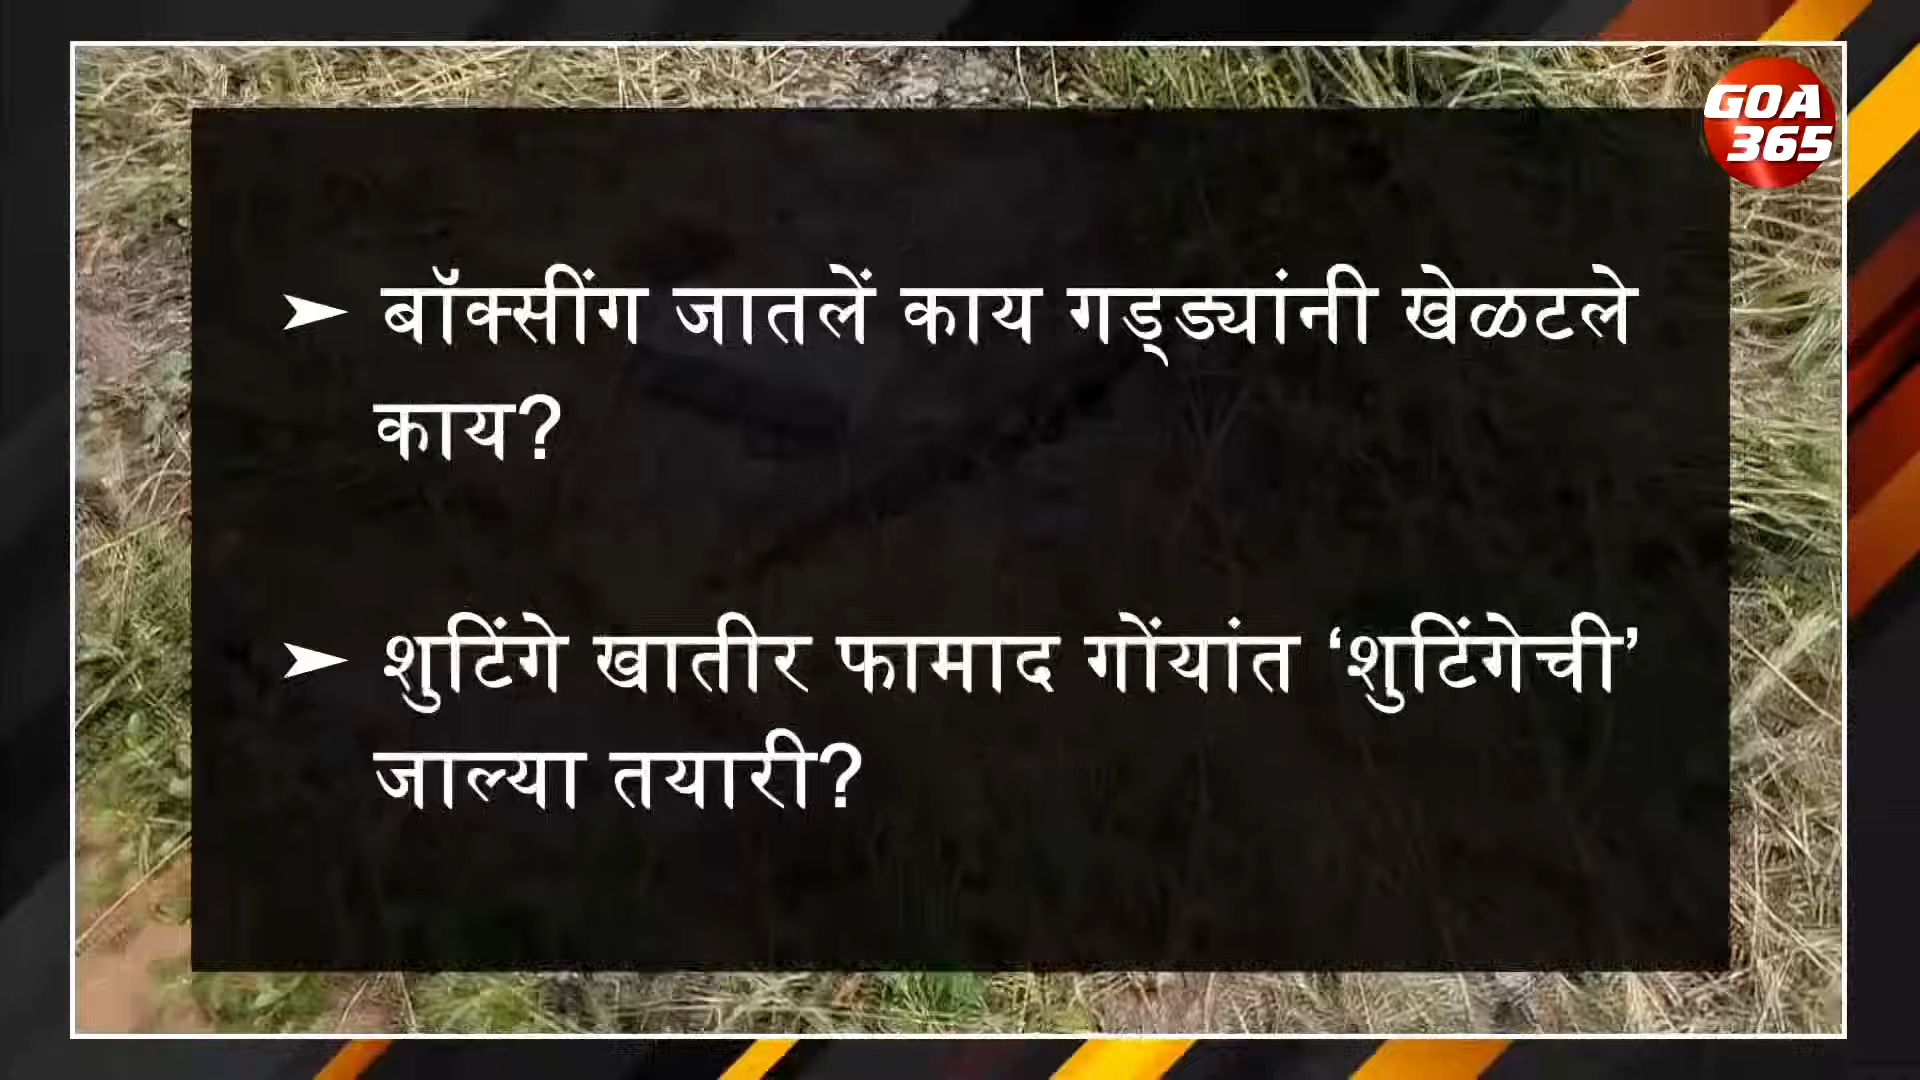 GOA
365
➤ बॉक्सींग जातलें काय गड्ड्यांनी खेळटले
काय?
➤ शुटिंगे खातीर फामाद गोंयांत ‘शुटिंगेची’
जाल्या तयारी?